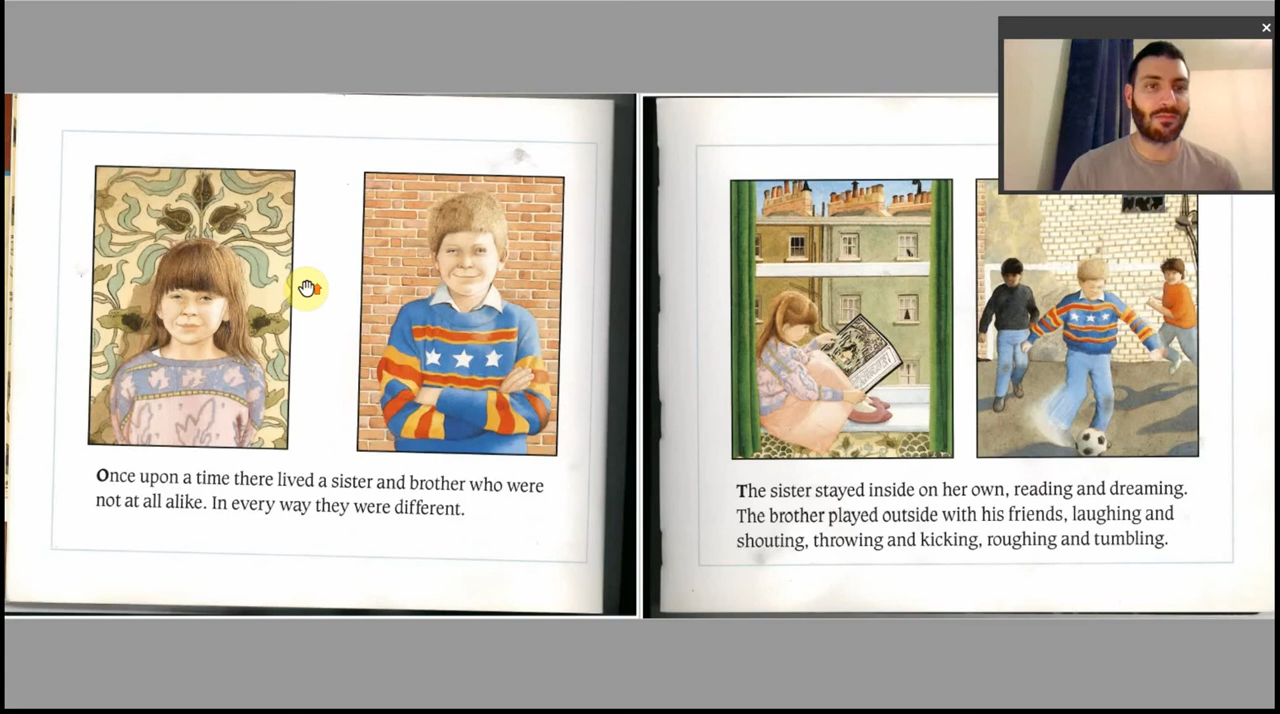 Once upon a time there lived a sister and brother who were
not at all alike. In every way they were different.
The sister stayed inside on her own, reading and dreaming.
The brother played outside with his friends, laughing and
shouting, throwing and kicking, roughing and tumbling.